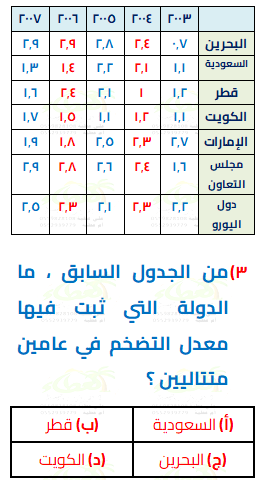 ٢٠٠٣ ٢٠٠٤ ٢٠٠٥ ٢٠٠٦ ٢٠٠٧
البحرين ٠,٧ ٢,٤ ٢,٨ ٢,٩ ٢,٩
السعودية ١,١ ٢,١ ٢,٢ ١,٤ ١,٣
قطر ١,٢ ١ ٢,١ ٢,٤ ١,٦
الكويت ١,١ ١,٢ ١,١ ١,٥ ١,٧
الإمارات ٢,٧ ٢,٣ ٢,٥ ١,٨ ١,٩
مجلس التعاون ١,٦ ٢,٤ ٢,٦ ٢,٨ ٢,٩
دول اليورو ٢,٢ ٢,٣ ٢,١ ٢,٣ ٢,٥
٣) من الجدول السابق ، ما
الدولة التي ثبت فيها
معدل التضخم في عامين
متتاليين ؟
(أ) السعودية (ب) قطر
(ج) البحرين (د) الكويت